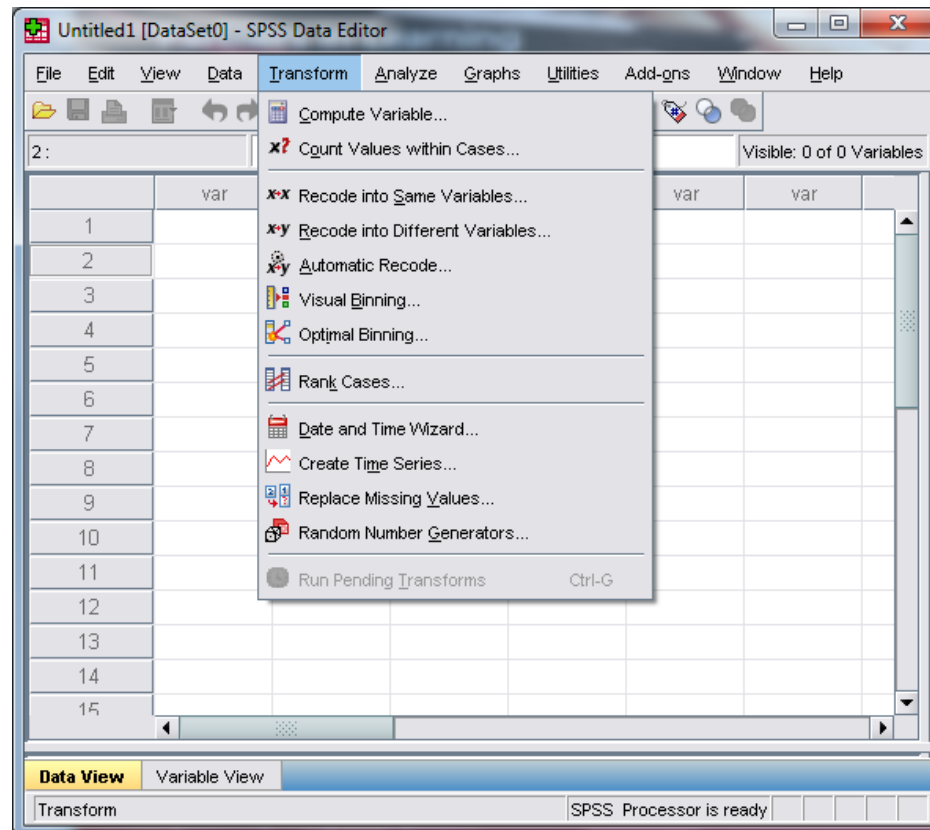 Untitled1 [DataSet0] - SPSS Data Editor
File Edit View Data Transform Analyze Graphs Utilities Add-ons Window Help
2 :
Visible: 0 of 0 Variables
var var var
1
2
3
4
5
6
7
8
9
10
11
12
13
14
15
Compute Variable...
Count Values within Cases...
Recode into Same Variables...
Recode into Different Variables...
Automatic Recode...
Visual Binning...
Optimal Binning...
Rank Cases...
Date and Time Wizard...
Create Time Series...
Replace Missing Values...
Random Number Generators...
Run Pending Transforms Ctrl-G
Data View Variable View
Transform SPSS Processor is ready